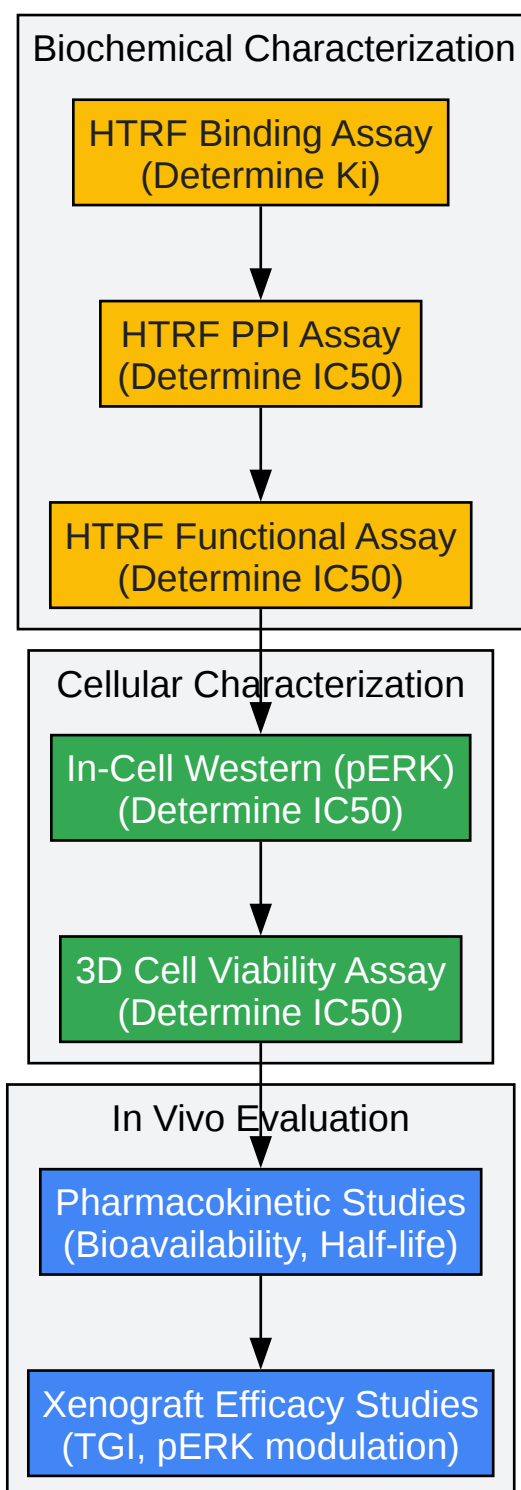 Biochemical Characterization
HTRF Binding Assay
(Determine Ki)
HTRF PPI Assay
(Determine IC50)
HTRF Functional Assay
(Determine IC50)
Cellular Characterization
In-Cell Western (pERK)
(Determine IC50)
3D Cell Viability Assay
(Determine IC50)
In Vivo Evaluation
Pharmacokinetic Studies
(Bioavailability, Half-life)
Xenograft Efficacy Studies
(TGI, pERK modulation)